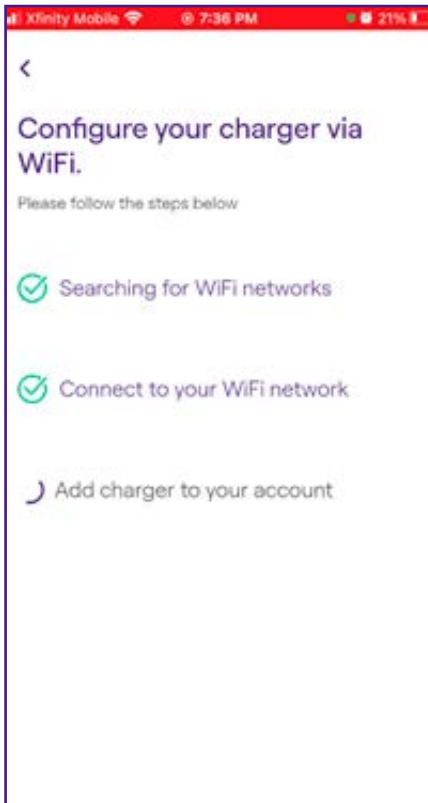 Xfinity Mobile 7:36 PM 21%
Configure your charger via
WiFi.
Please follow the steps below
Searching for WiFi networks
Connect to your WiFi network
Add charger to your account